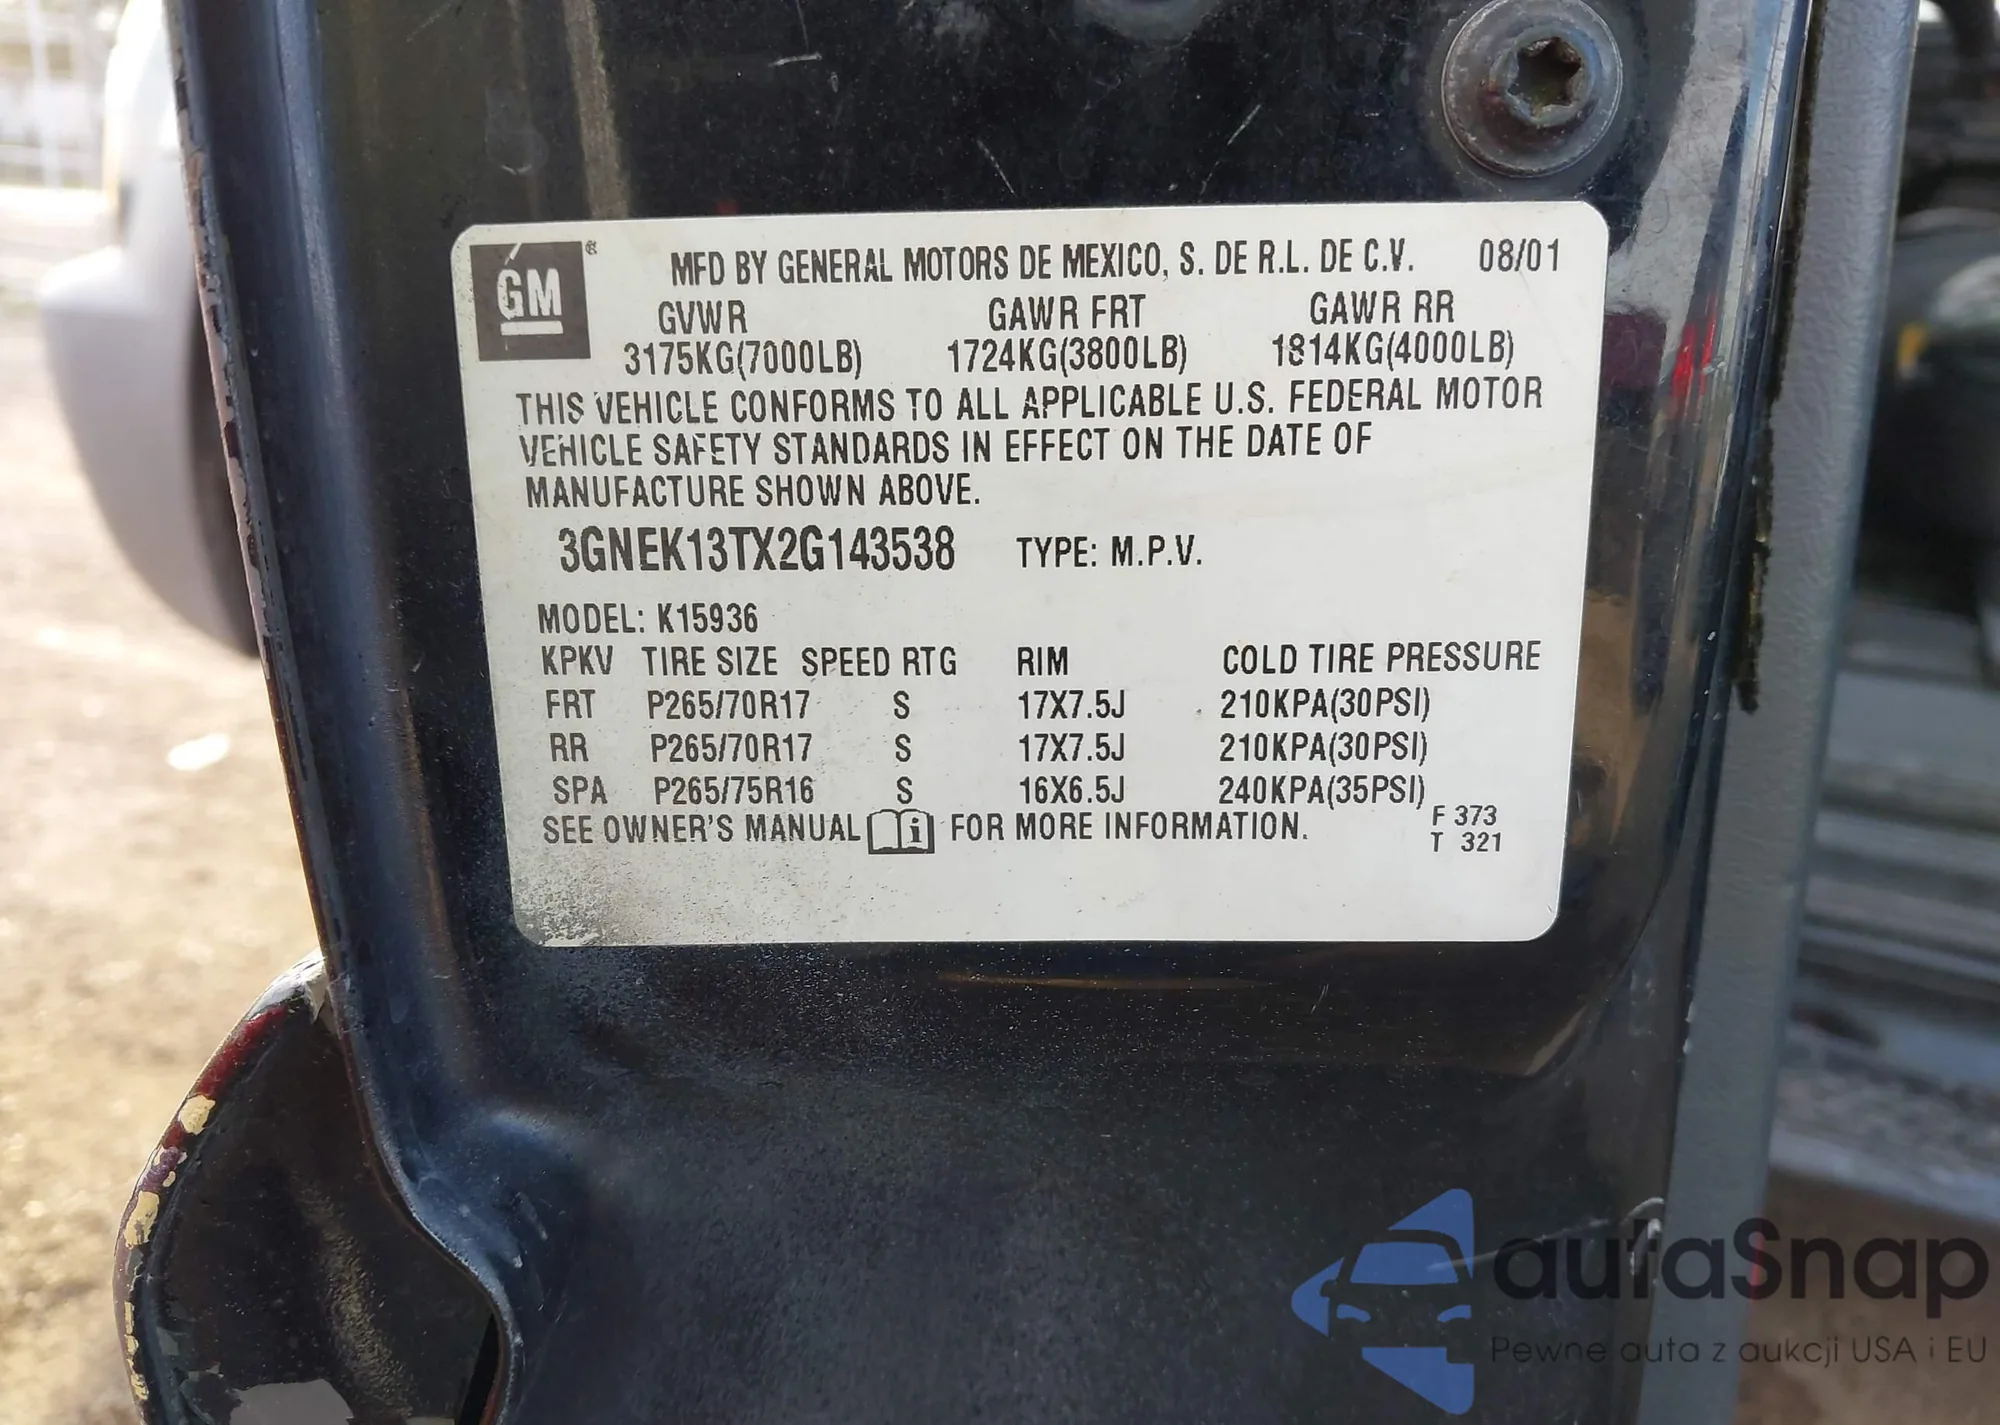 GM ®
MFD BY GENERAL MOTORS DE MEXICO, S. DE R.L. DE C.V. 08/01
GVWR GAWR FRT GAWR RR
3175KG(7000LB) 1724KG(3800LB) 1814KG(4000LB)
THIS VEHICLE CONFORMS TO ALL APPLICABLE U.S. FEDERAL MOTOR
VEHICLE SAFETY STANDARDS IN EFFECT ON THE DATE OF
MANUFACTURE SHOWN ABOVE.
3GNEK13TX2G143538 TYPE: M.P.V.
MODEL: K15936
KPKV TIRE SIZE SPEED RTG RIM COLD TIRE PRESSURE
FRT P265/70R17 S 17X7.5J 210KPA(30PSI)
RR P265/70R17 S 17X7.5J 210KPA(30PSI)
SPA P265/75R16 S 16X6.5J 240KPA(35PSI)
SEE OWNER'S MANUAL i FOR MORE INFORMATION.
F 373
T 321
autaSnap
Pewne auta z aukcji USA i EU